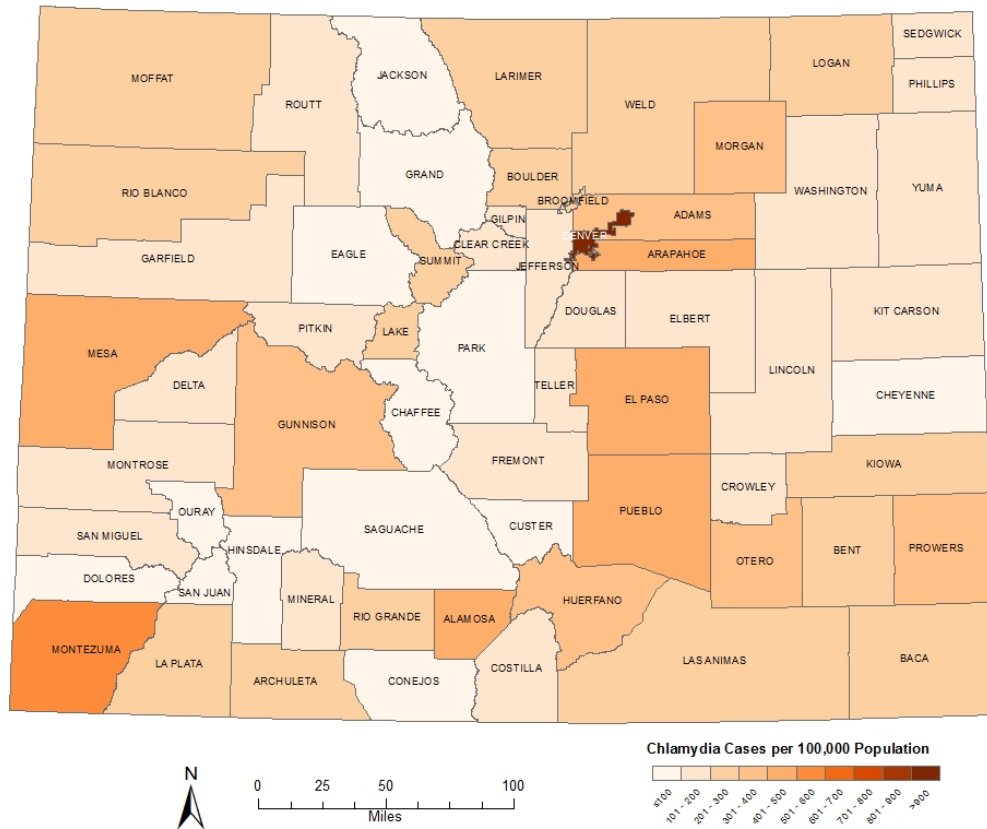 SEDGWICK
LOGAN
JACKSON
LARIMER
MOFFAT
PHILLIPS
ROUTT
WELD
MORGAN
GRAND
BOULDER
YUMA
WASHINGTON
RIO BLANCO
BROOMFIELD
ADAMS
GILPIN
DENVER
CLEAR CREEK
EAGLE
ARAPAHOE
GARFIELD
SUMMIT
JEFFERSON
DOUGLAS
KIT CARSON
ELBERT
PITKIN
LAKE
PARK
MESA
LINCOLN
DELTA
TELLER
CHEYENNE
EL PASO
CHAFFEE
GUNNISON
FREMONT
MONTROSE
KIOWA
CROWLEY
PUEBLO
OURAY
CUSTER
SAGUACHE
SAN MIGUEL
HINSDALE
BENT
PROWERS
OTERO
DOLORES
SAN JUAN
MINERAL
HUERFANO
RIO GRANDE
ALAMOSA
MONTEZUMA
LA PLATA
BACA
LAS ANIMAS
COSTILLA
ARCHULETA
CONEJOS
Chlamydia Cases per 100,000 Population
N
0 25 50 100
Miles
≤100 101 - 200 201 - 300 301 - 400 401 - 500 501 - 600 601 - 700 701 - 800 801 - 900 >900